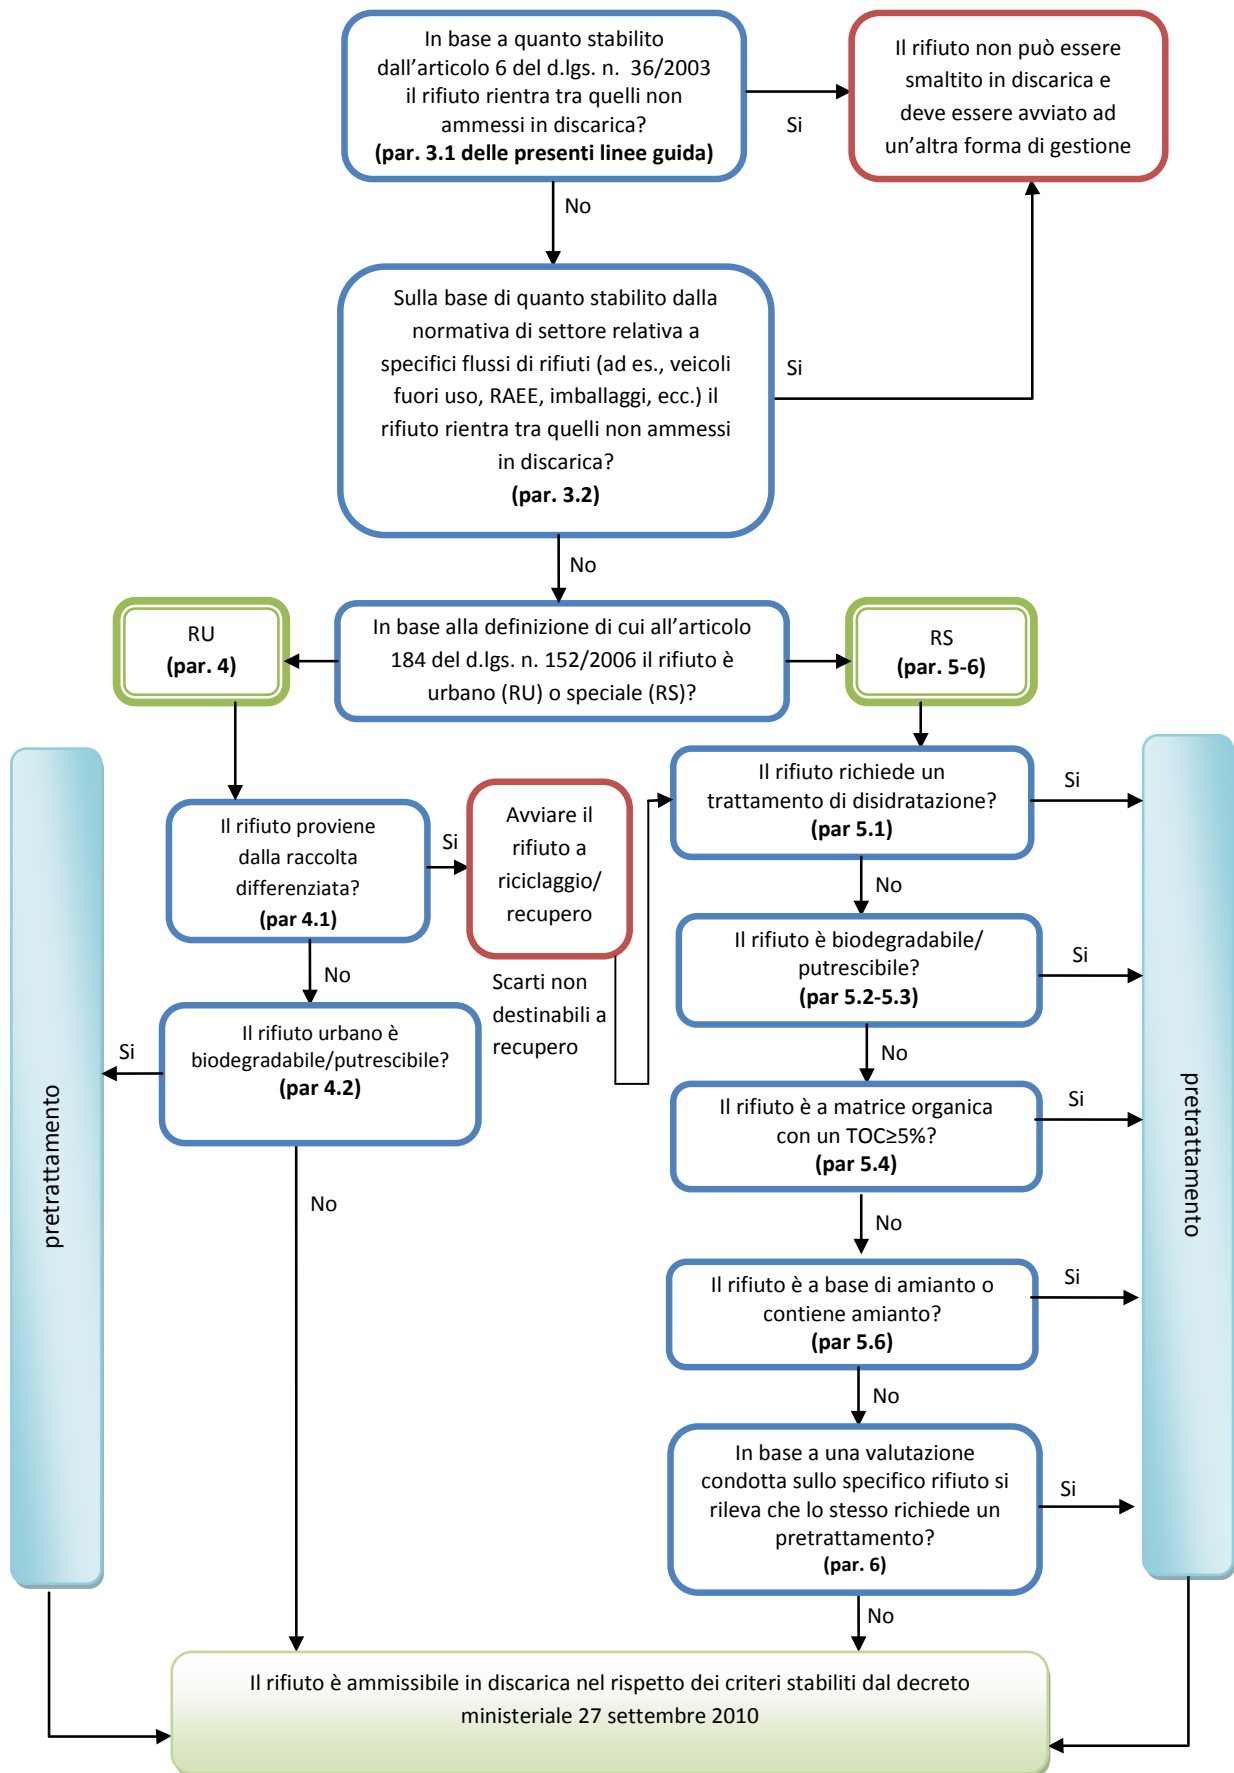 In base a quanto stabilito
dall'articolo 6 del d.lgs. n. 36/2003
il rifiuto rientra tra quelli non
ammessi in discarica?
(par. 3.1 delle presenti linee guida)
Si
Il rifiuto non può essere
smaltito in discarica e
deve essere avviato ad
un'altra forma di gestione
No
Sulla base di quanto stabilito dalla
normativa di settore relativa a
specifici flussi di rifiuti (ad es., veicoli
fuori uso, RAEE, imballaggi, ecc.) il
rifiuto rientra tra quelli non ammessi
in discarica?
(par. 3.2)
Si
No
In base alla definizione di cui all'articolo
184 del d.lgs. n. 152/2006 il rifiuto è
urbano (RU) o speciale (RS)?
RU
(par. 4)
RS
(par. 5-6)
pretrattamento
Il rifiuto proviene
dalla raccolta
differenziata?
(par 4.1)
Si
Avviare il
rifiuto a
riciclaggio/
recupero
Scarti non
destinabili a
recupero
No
Il rifiuto urbano è
biodegradabile/putrescibile?
(par 4.2)
Si
No
Il rifiuto richiede un
trattamento di disidratazione?
(par 5.1)
Si
No
Il rifiuto è biodegradabile/
putrescibile?
(par 5.2-5.3)
Si
No
Il rifiuto è a matrice organica
con un TOC≥5%?
(par 5.4)
Si
No
Il rifiuto è a base di amianto o
contiene amianto?
(par 5.6)
Si
No
In base a una valutazione
condotta sullo specifico rifiuto si
rileva che lo stesso richiede un
pretrattamento?
(par. 6)
Si
No
pretrattamento
Il rifiuto è ammissibile in discarica nel rispetto dei criteri stabiliti dal decreto
ministeriale 27 settembre 2010